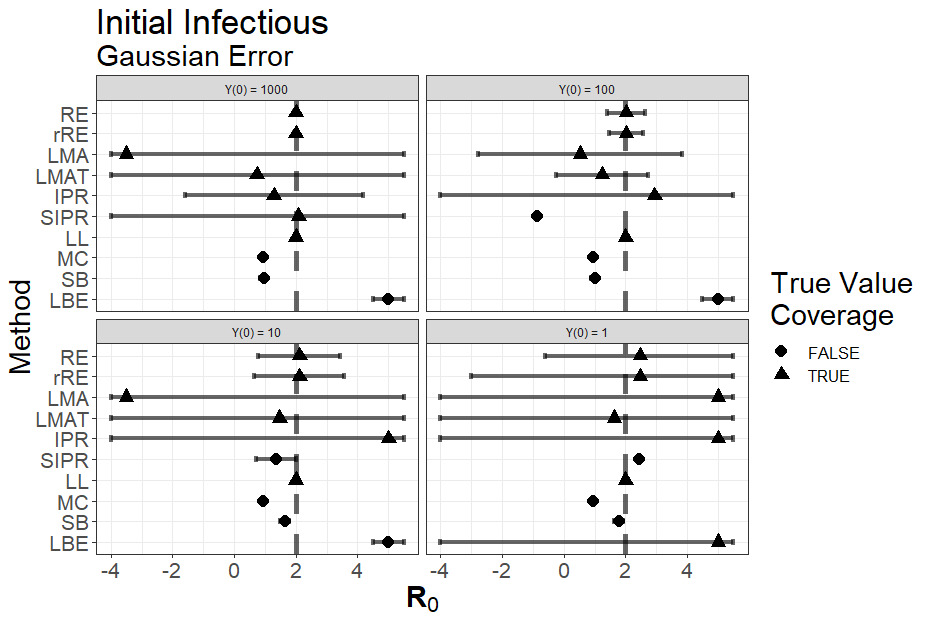 Initial Infectious
Gaussian Error
Y(0) = 1000
Y(0) = 100
RE
rRE
LMA
LMAT
IPR
SIPR
LL
MC
SB
LBE
Y(0) = 10
Y(0) = 1
RE
rRE
LMA
LMAT
IPR
SIPR
LL
MC
SB
LBE
-4 -2 0 2 4
-4 -2 0 2 4
Method
R0
True Value
Coverage
FALSE
TRUE